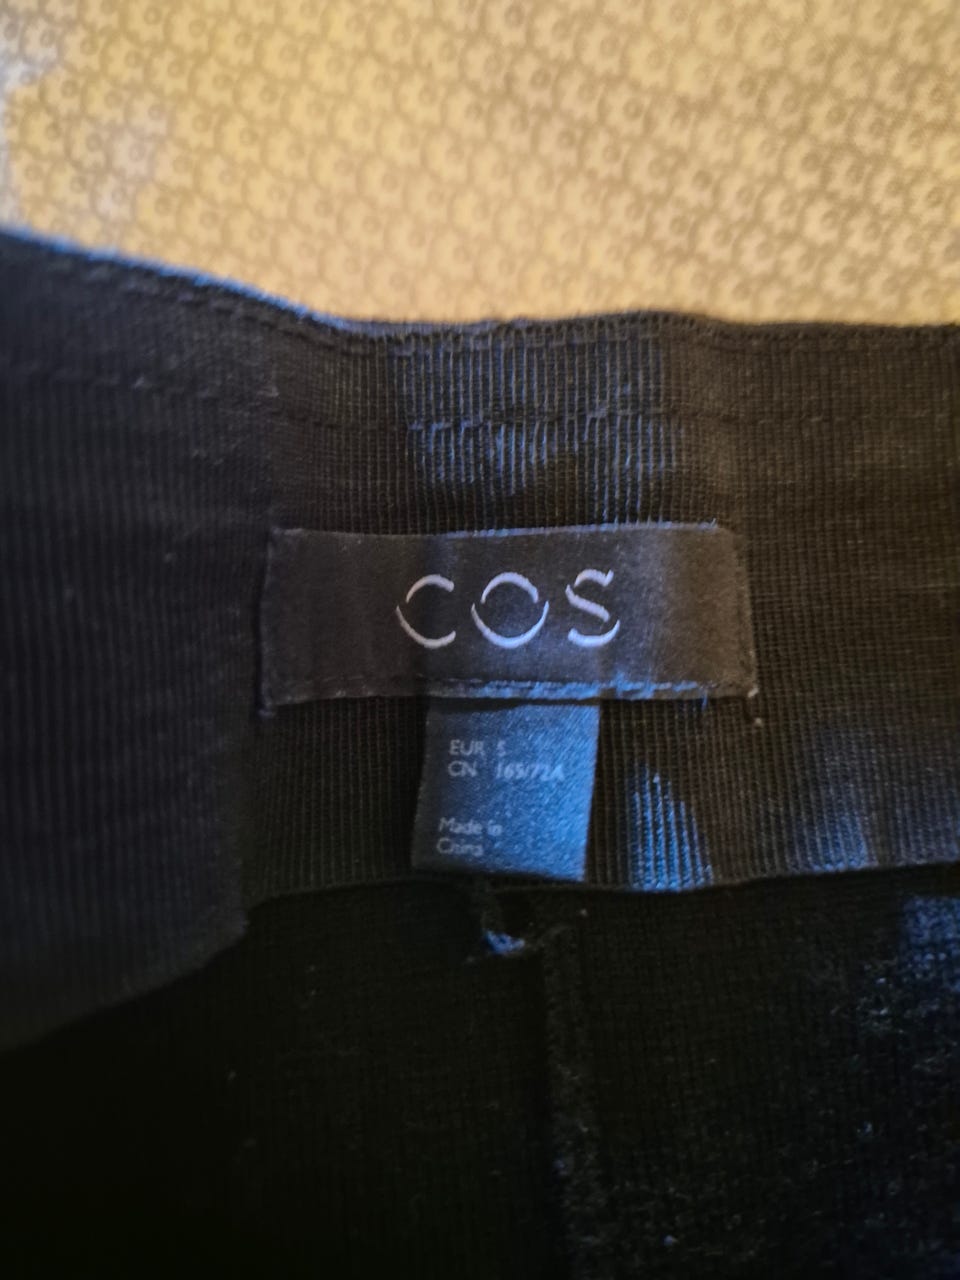 COS
EUR S
CN 165/72A
Made in
China